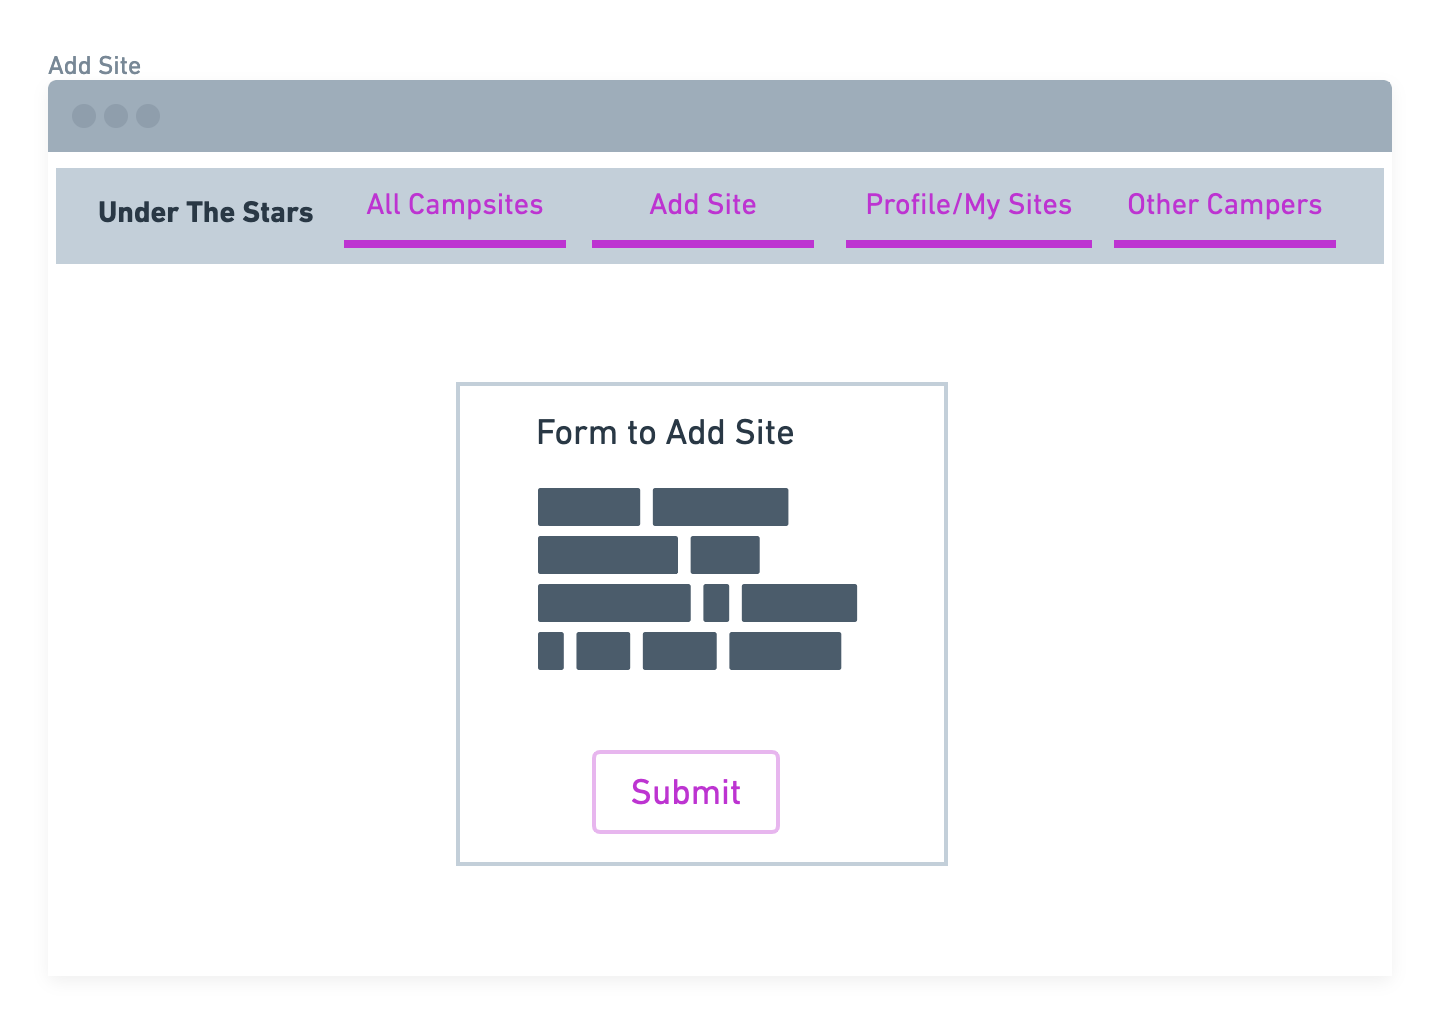 Add Site
Under The Stars
All Campsites
Add Site
Profile/My Sites
Other Campers
Form to Add Site
Submit